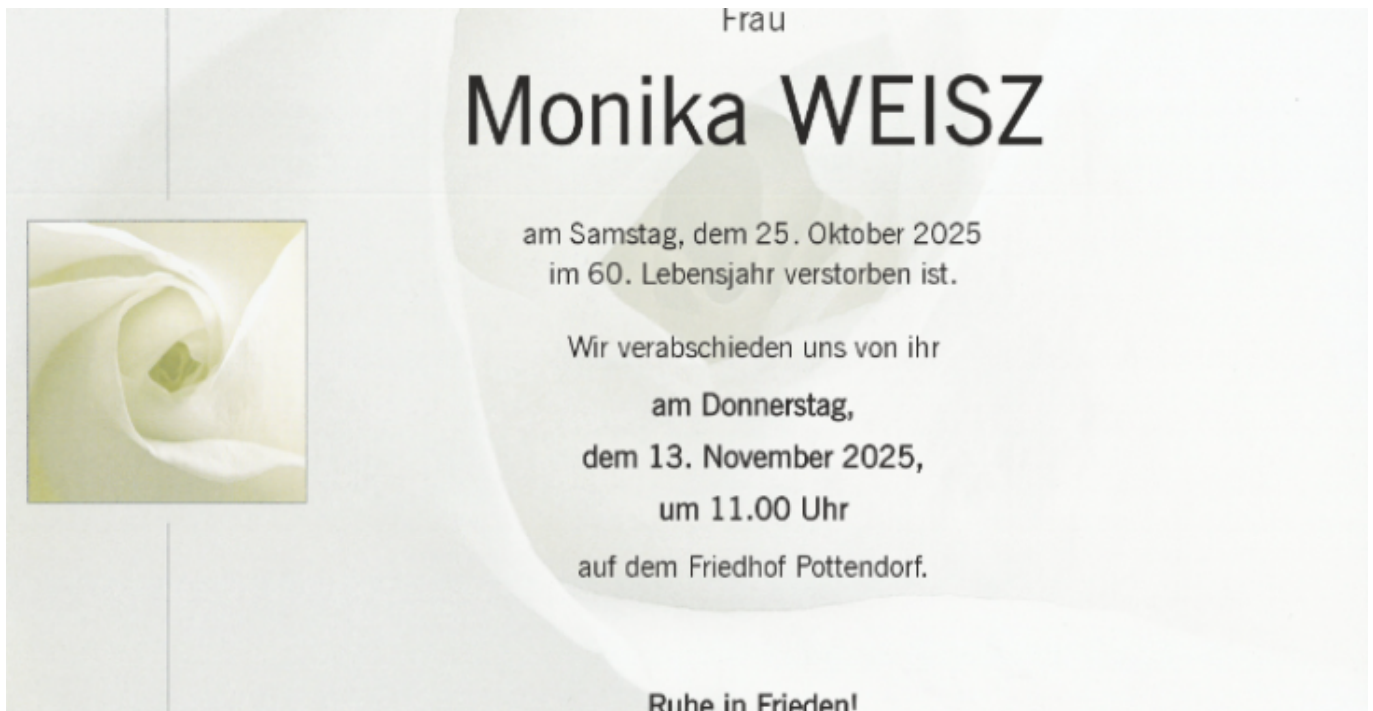 Frau
Monika WEISZ
am Samstag, dem 25. Oktober 2025
im 60. Lebensjahr verstorben ist.
Wir verabschieden uns von ihr
am Donnerstag,
dem 13. November 2025,
um 11.00 Uhr
auf dem Friedhof Pottendorf.
Ruhe in Frieden!